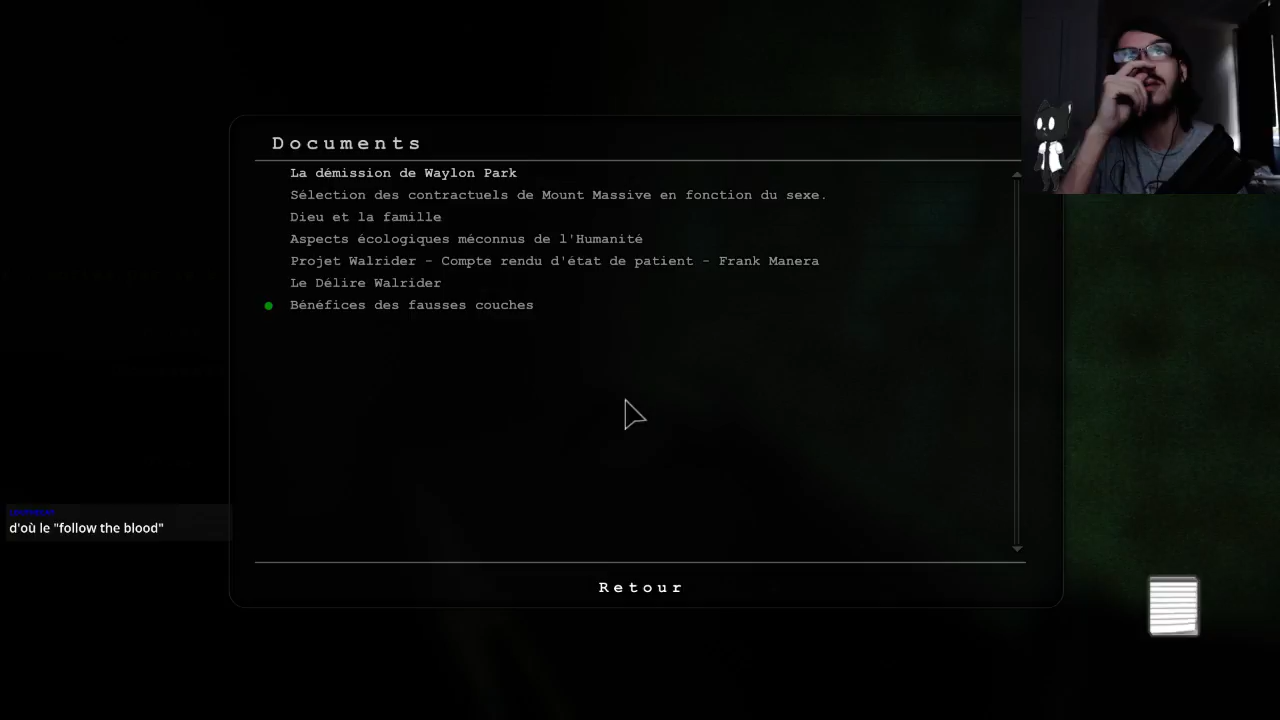 Documents
La démission de Waylon Park
Sélection des contractuels de Mount Massive en fonction du sexe.
Dieu et la famille
Aspects écologiques méconnus de l'Humanité
Projet Walrider - Compte rendu d'état de patient - Frank Manera
Le Délire Walrider
Bénéfices des fausses couches
d'où le "follow the blood"
Retour